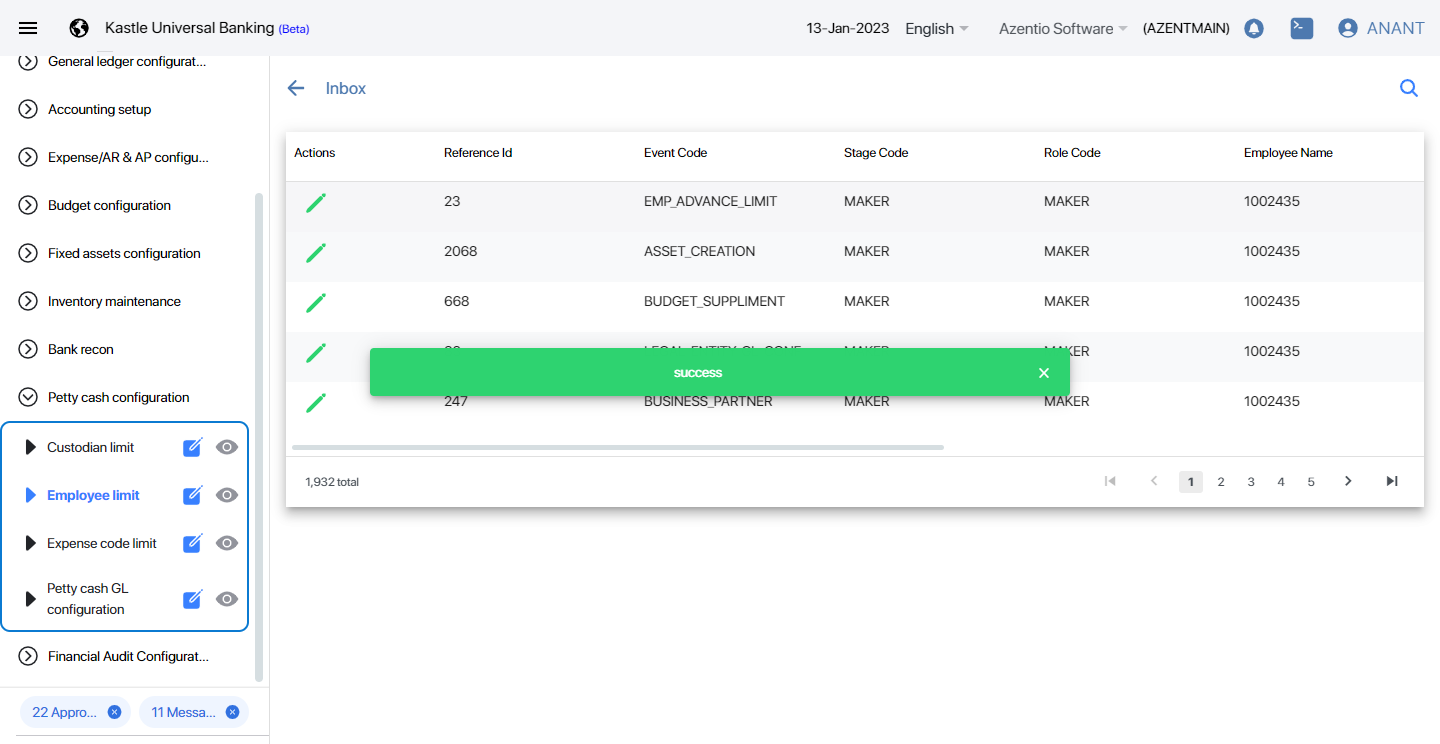 Kastle Universal Banking (Beta)
13-Jan-2023 English Azentio Software (AZENTMAIN) ANANT
General ledger configurat...
Accounting setup
Expense/AR & AP configu...
Budget configuration
Fixed assets configuration
Inventory maintenance
Bank recon
Petty cash configuration
Custodian limit
Employee limit
Expense code limit
Petty cash GL
configuration
Financial Audit Configurat...
22 Appro... 11 Messa...
Inbox
Actions Reference Id Event Code Stage Code Role Code Employee Name
23 EMP_ADVANCE_LIMIT MAKER MAKER 1002435
2068 ASSET_CREATION MAKER MAKER 1002435
668 BUDGET_SUPPLIMENT MAKER MAKER 1002435
MAKER 1002435
success
247 BUSINESS_PARTNER MAKER MAKER 1002435
1,932 total 1 2 3 4 5